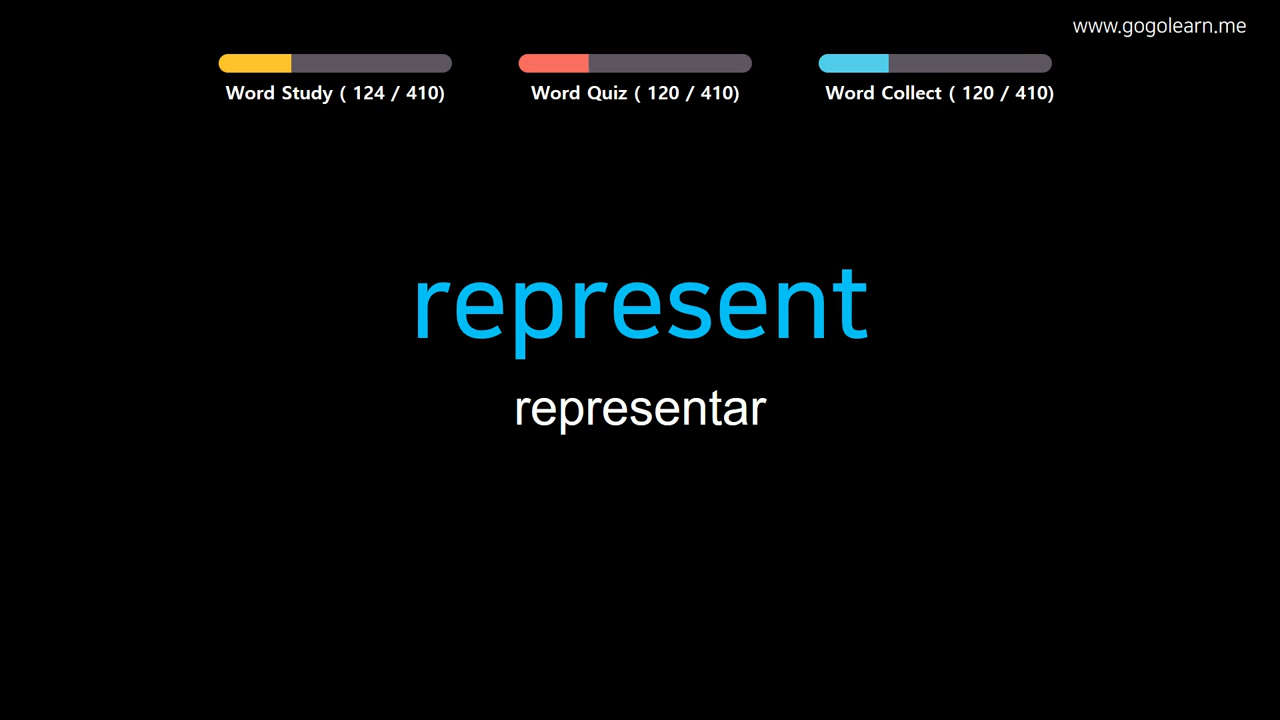 www.gogolearn.me
Word Study ( 124 / 410)
Word Quiz ( 120 / 410)
Word Collect ( 120 / 410)
represent
representar